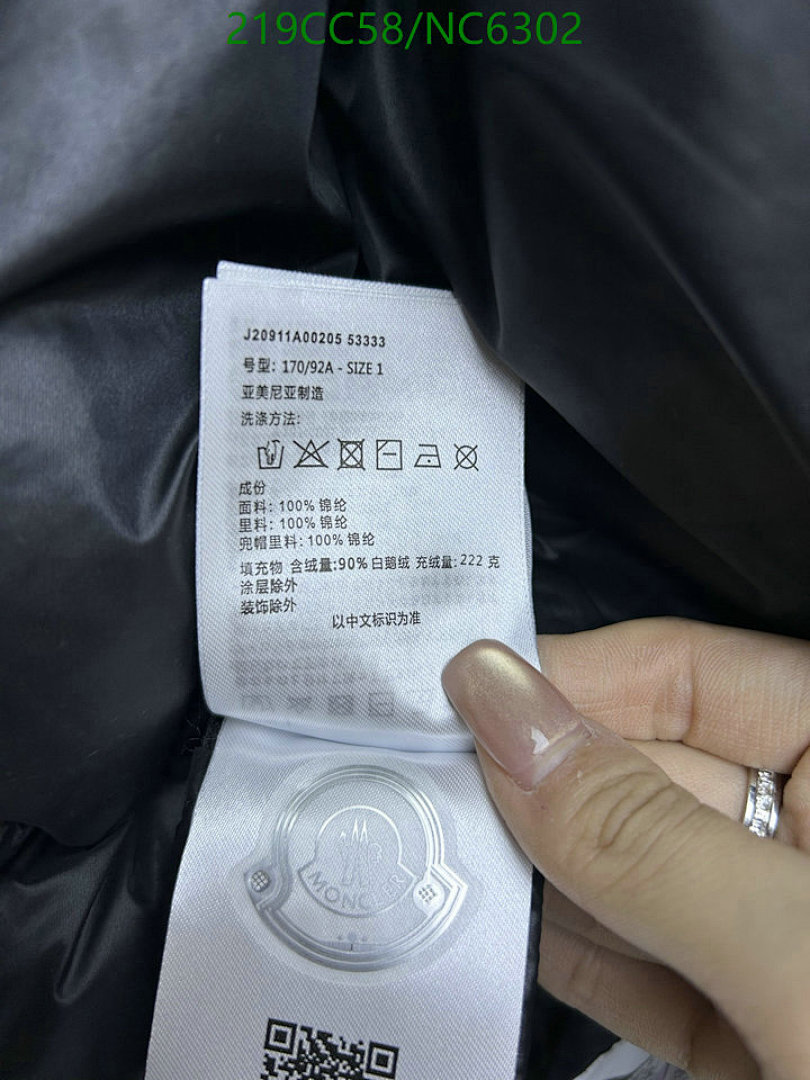 219CC58/NC6302
J20911A00205 53333
号型: 170/92A - SIZE 1
亚美尼亚制造
洗涤方法:
成份
面料: 100% 锦纶
里料: 100% 锦纶
兜帽里料: 100% 锦纶
填充物 含绒量:90% 白鹅绒 充绒量: 222 克
涂层除外
装饰除外
以中文标识为准
MONCLER